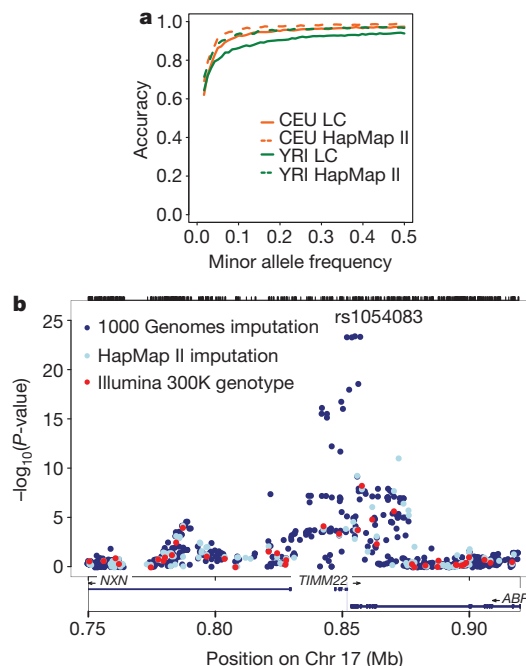 a
1.0
0.8
0.6
0.4
0.2
0.0
Accuracy
CEU LC
CEU HapMap II
YRI LC
YRI HapMap II
0.0 0.1 0.2 0.3 0.4 0.5
Minor allele frequency
b
rs1054083
25
20
15
10
5
0
–log10(P-value)
1000 Genomes imputation
HapMap II imputation
Illumina 300K genotype
NXN
TIMM22
ABR
0.75 0.80 0.85 0.90
Position on Chr 17 (Mb)